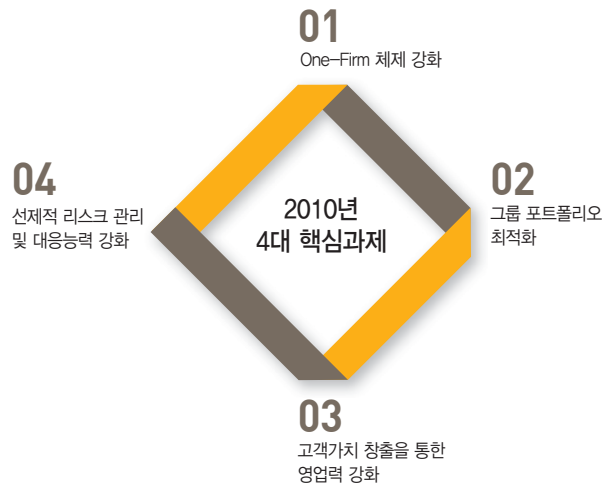 01
One-Firm 체제 강화
02
그룹 포트폴리오
최적화
03
고객가치 창출을 통한
영업력 강화
04
선제적 리스크 관리
및 대응능력 강화
2010년
4대 핵심과제